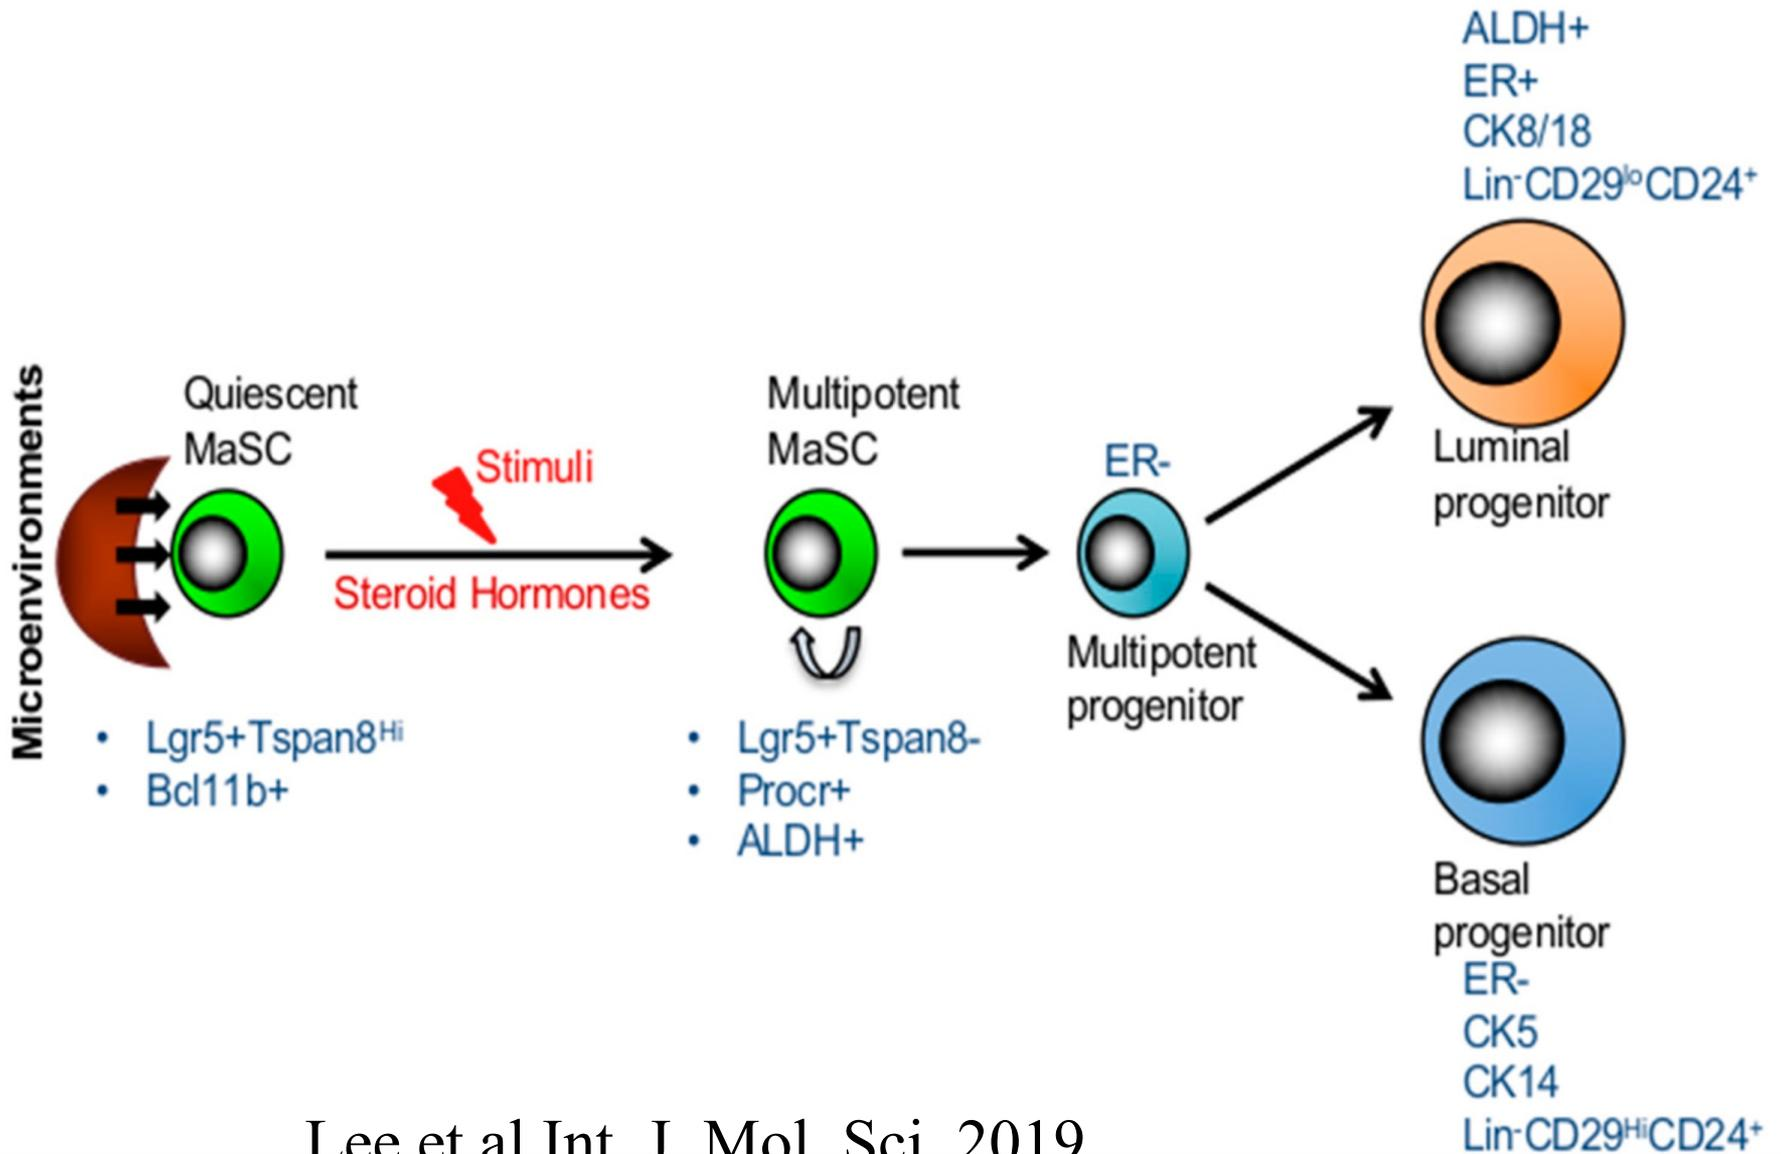 Microenvironments
Quiescent
MaSC
• Lgr5+Tspan8ᴴⁱ
• Bcl11b+
Stimuli
Steroid Hormones
Multipotent
MaSC
• Lgr5+Tspan8-
• Procr+
• ALDH+
ER-
Multipotent
progenitor
ALDH+
ER+
CK8/18
Lin⁻CD29ˡᵒCD24⁺
Luminal
progenitor
Basal
progenitor
ER-
CK5
CK14
Lin⁻CD29ᴴⁱCD24⁺
Lee et al Int. J. Mol. Sci. 2019